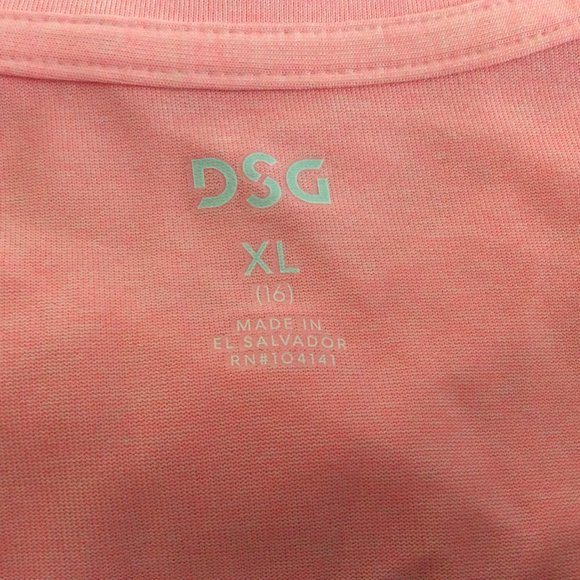 DSG
XL
(16)
MADE IN
EL SALVADOR
RN#104141